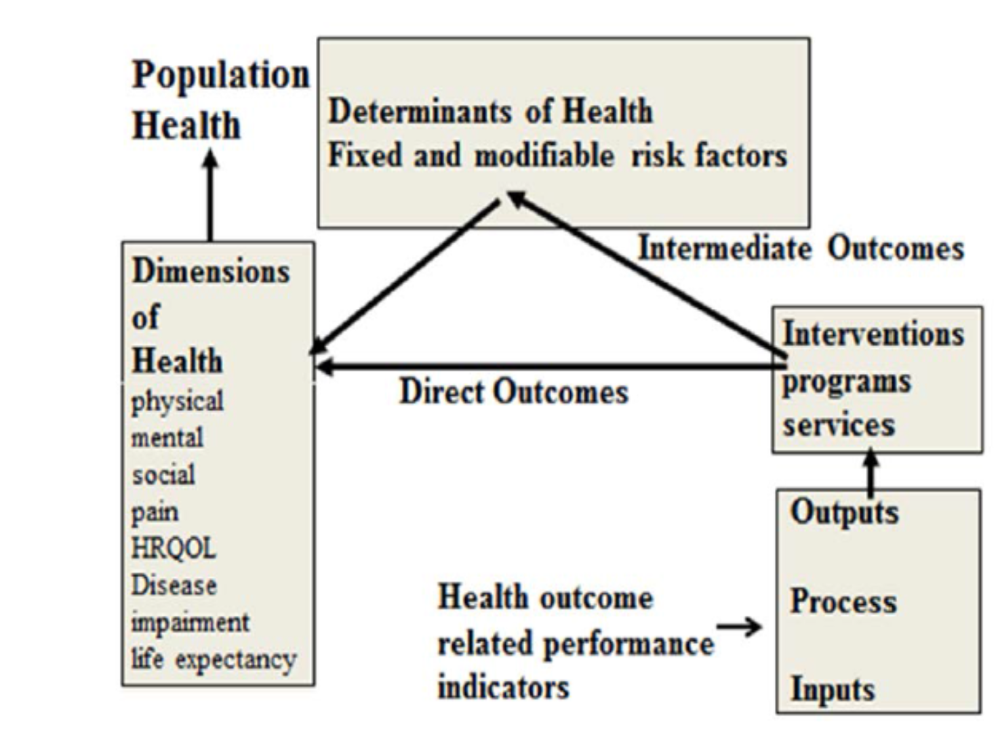 Population
Health
Determinants of Health
Fixed and modifiable risk factors
Intermediate Outcomes
Dimensions
of
Health
physical
mental
social
pain
HRQOL
Disease
impairment
life expectancy
Direct Outcomes
Interventions
programs
services
Health outcome
related performance
indicators
Outputs
Process
Inputs